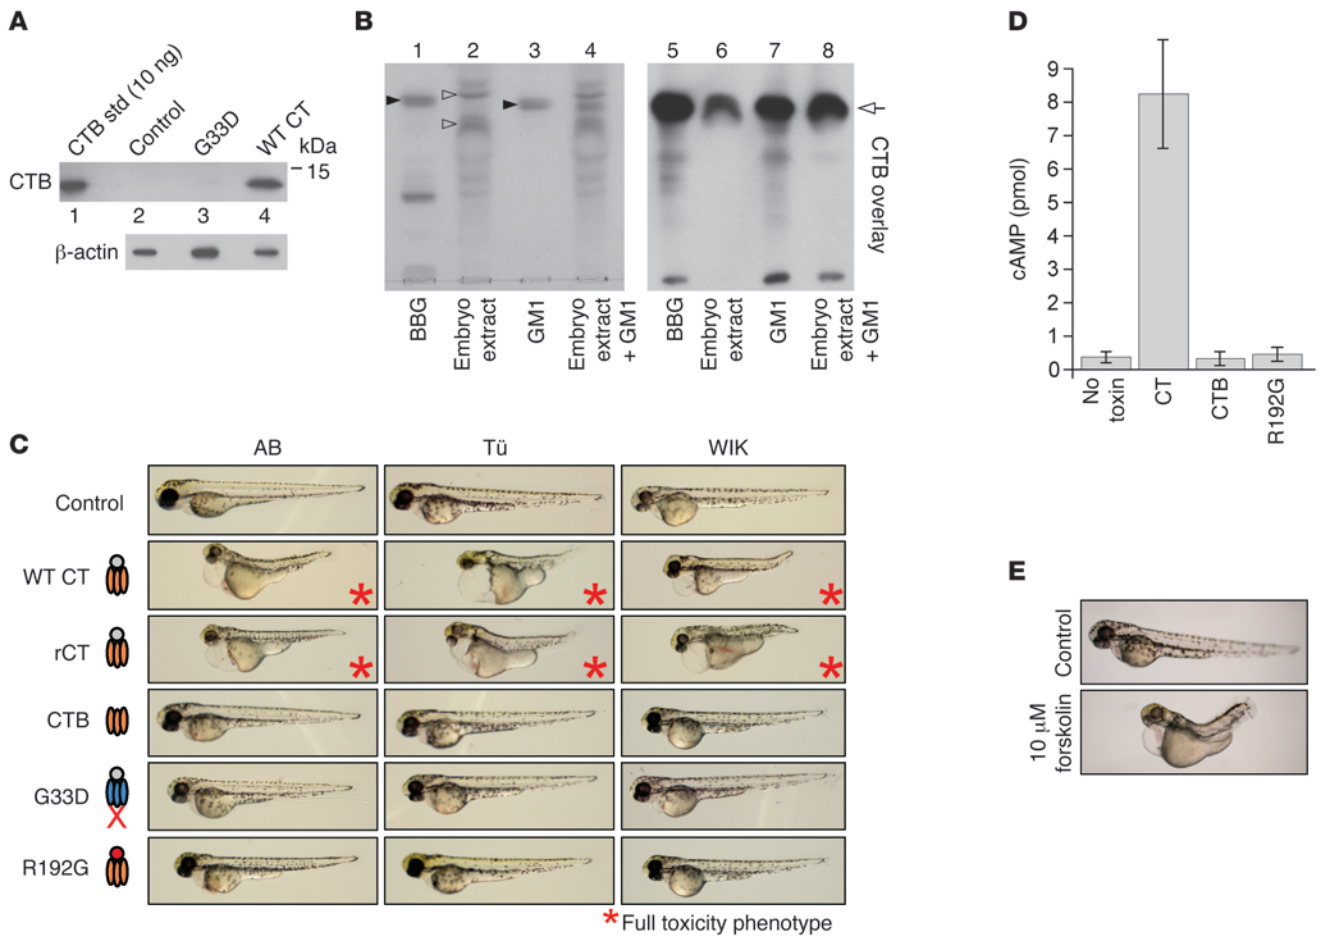 A
CTB std (10 ng)
Control
G33D
WT CT
kDa
15
CTB
1 2 3 4
β-actin
B
1 2 3 4 5 6 7 8
CTB overlay
BBG
Embryo
extract
GM1
Embryo
extract
+ GM1
BBG
Embryo
extract
GM1
Embryo
extract
+ GM1
D
cAMP (pmol)
9
8
7
6
5
4
3
2
1
0
No
toxin
CT
CTB
R192G
C
AB Tü WIK
Control
WT CT
*
*
*
rCT
*
*
*
CTB
G33D
X
R192G
* Full toxicity phenotype
E
Control
10 μM
forskolin